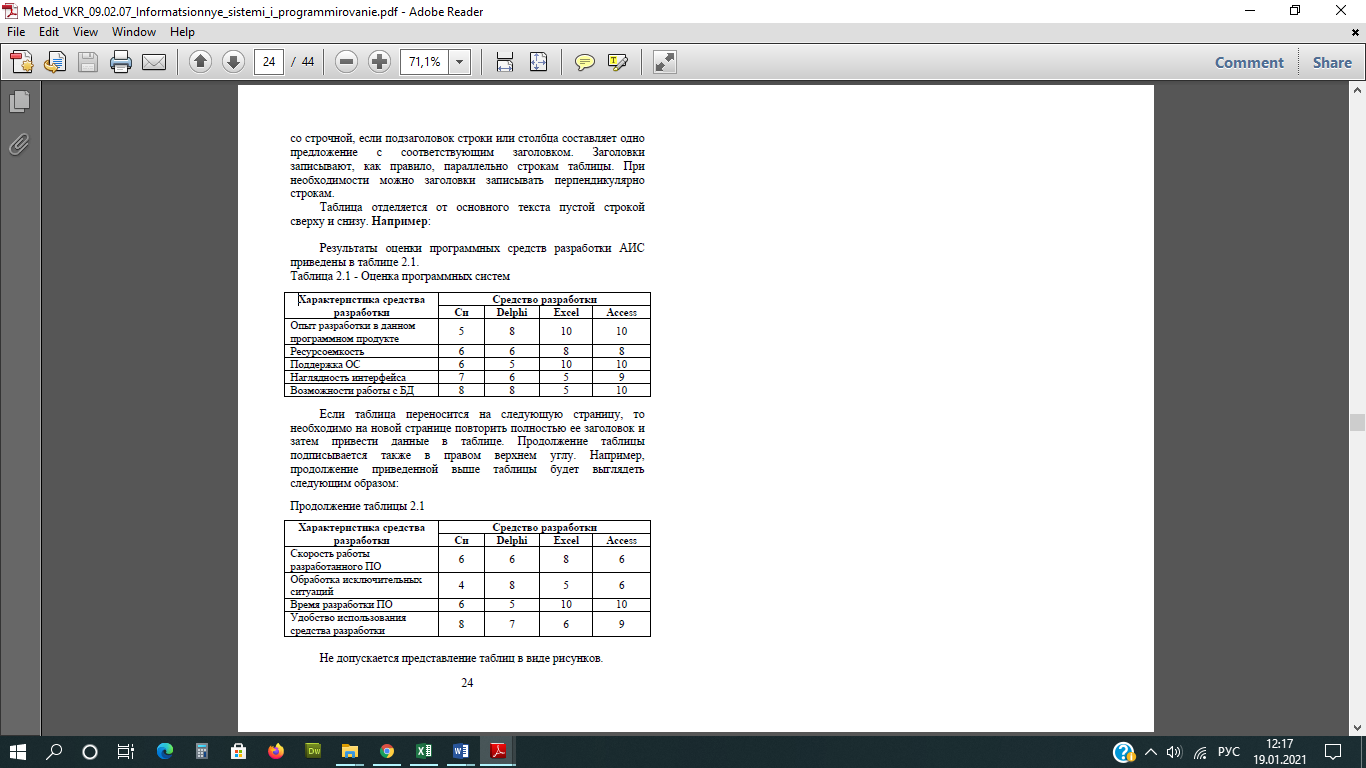 Metod_VKR_09.02.07_Informatsionnye_sistemi_i_programmirovanie.pdf - Adobe Reader
File Edit View Window Help
24 / 44 71,1% Comment Share
со строчной, если подзаголовок строки или столбца составляет одно
предложение с соответствующим заголовком. Заголовки
записывают, как правило, параллельно строкам таблицы. При
необходимости можно заголовки записывать перпендикулярно
строкам.
Таблица отделяется от основного текста пустой строкой
сверху и снизу. Например:
Результаты оценки программных средств разработки АИС
приведены в таблице 2.1.
Таблица 2.1 - Оценка программных систем
Характеристика средства разработки Средство разработки
Си Delphi Excel Access
Опыт разработки в данном программном продукте 5 8 10 10
Ресурсоемкость 6 6 8 8
Поддержка ОС 6 5 10 10
Наглядность интерфейса 7 6 5 9
Возможности работы с БД 8 8 5 10
Если таблица переносится на следующую страницу, то
необходимо на новой странице повторить полностью ее заголовок и
затем привести данные в таблице. Продолжение таблицы
подписывается также в правом верхнем углу. Например,
продолжение приведенной выше таблицы будет выглядеть
следующим образом:
Продолжение таблицы 2.1
Характеристика средства разработки Средство разработки
Си Delphi Excel Access
Скорость работы разработанного ПО 6 6 8 6
Обработка исключительных ситуаций 4 8 5 6
Время разработки ПО 6 5 10 10
Удобство использования средства разработки 8 7 6 9
Не допускается представление таблиц в виде рисунков.
24
Dw
РУС
12:17
19.01.2021